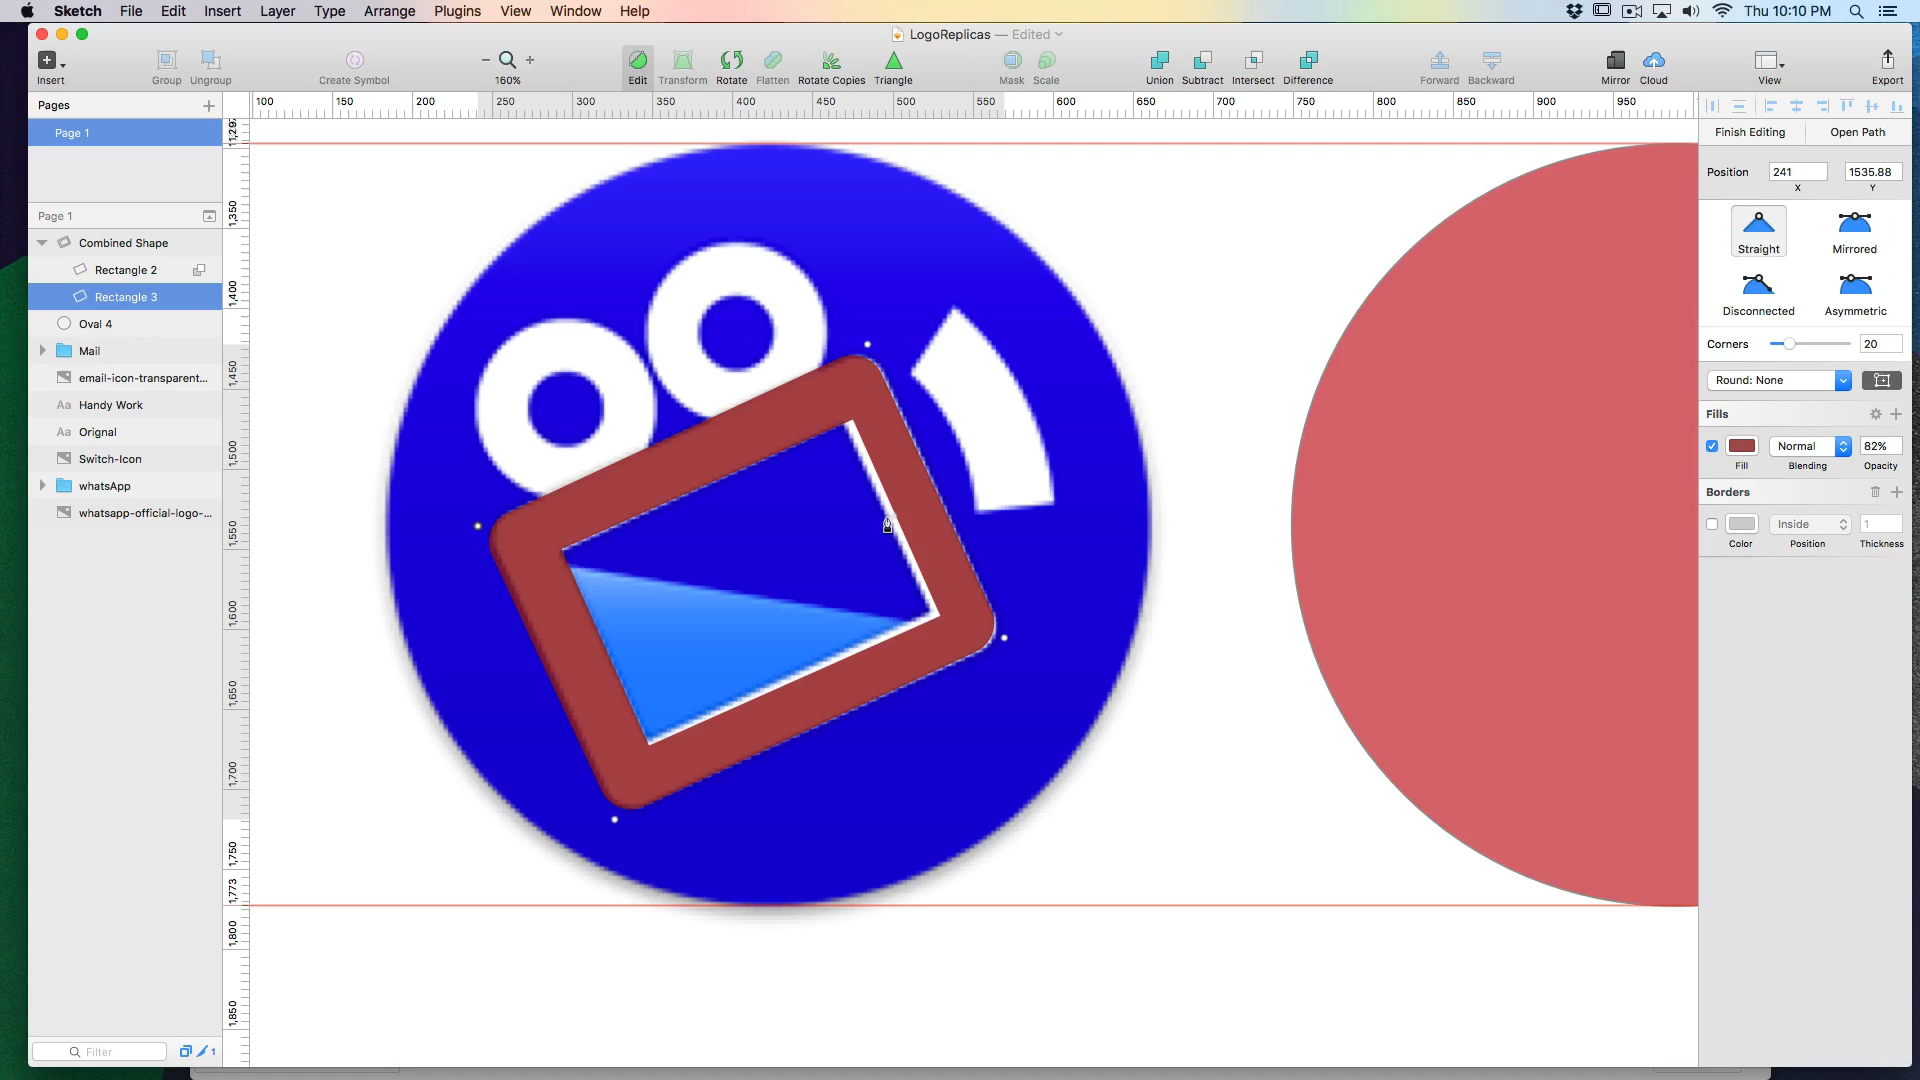 Sketch File Edit Insert Layer Type Arrange Plugins View Window Help Thu 10:10 PM
LogoReplicas — Edited
Insert Group Ungroup Create Symbol 160% Edit Transform Rotate Flatten Rotate Copies Triangle Mask Scale Union Subtract Intersect Difference Forward Backward Mirror Cloud View Export
Pages
100 150 200 250 300 350 400 450 500 550 600 650 700 750 800 850 900 950
Page 1
Page 1
Combined Shape
Rectangle 2
Rectangle 3
Oval 4
Mail
email-icon-transparent...
Handy Work
Orignal
Switch-Icon
whatsApp
whatsapp-official-logo-...
Filter
1
1,350
1,400
1,450
1,500
1,550
1,600
1,650
1,700
1,750
1,773
1,800
1,850
Finish Editing Open Path
Position 241 1535.88
X Y
Straight Mirrored
Disconnected Asymmetric
Corners 20
Round: None
Fills
Normal 82%
Fill Blending Opacity
Borders
Inside 1
Color Position Thickness